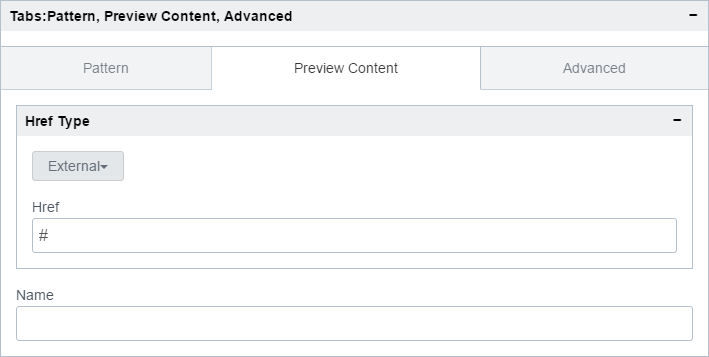 Tabs:Pattern, Preview Content, Advanced
Pattern Preview Content Advanced
Href Type
External
Href
#
Name